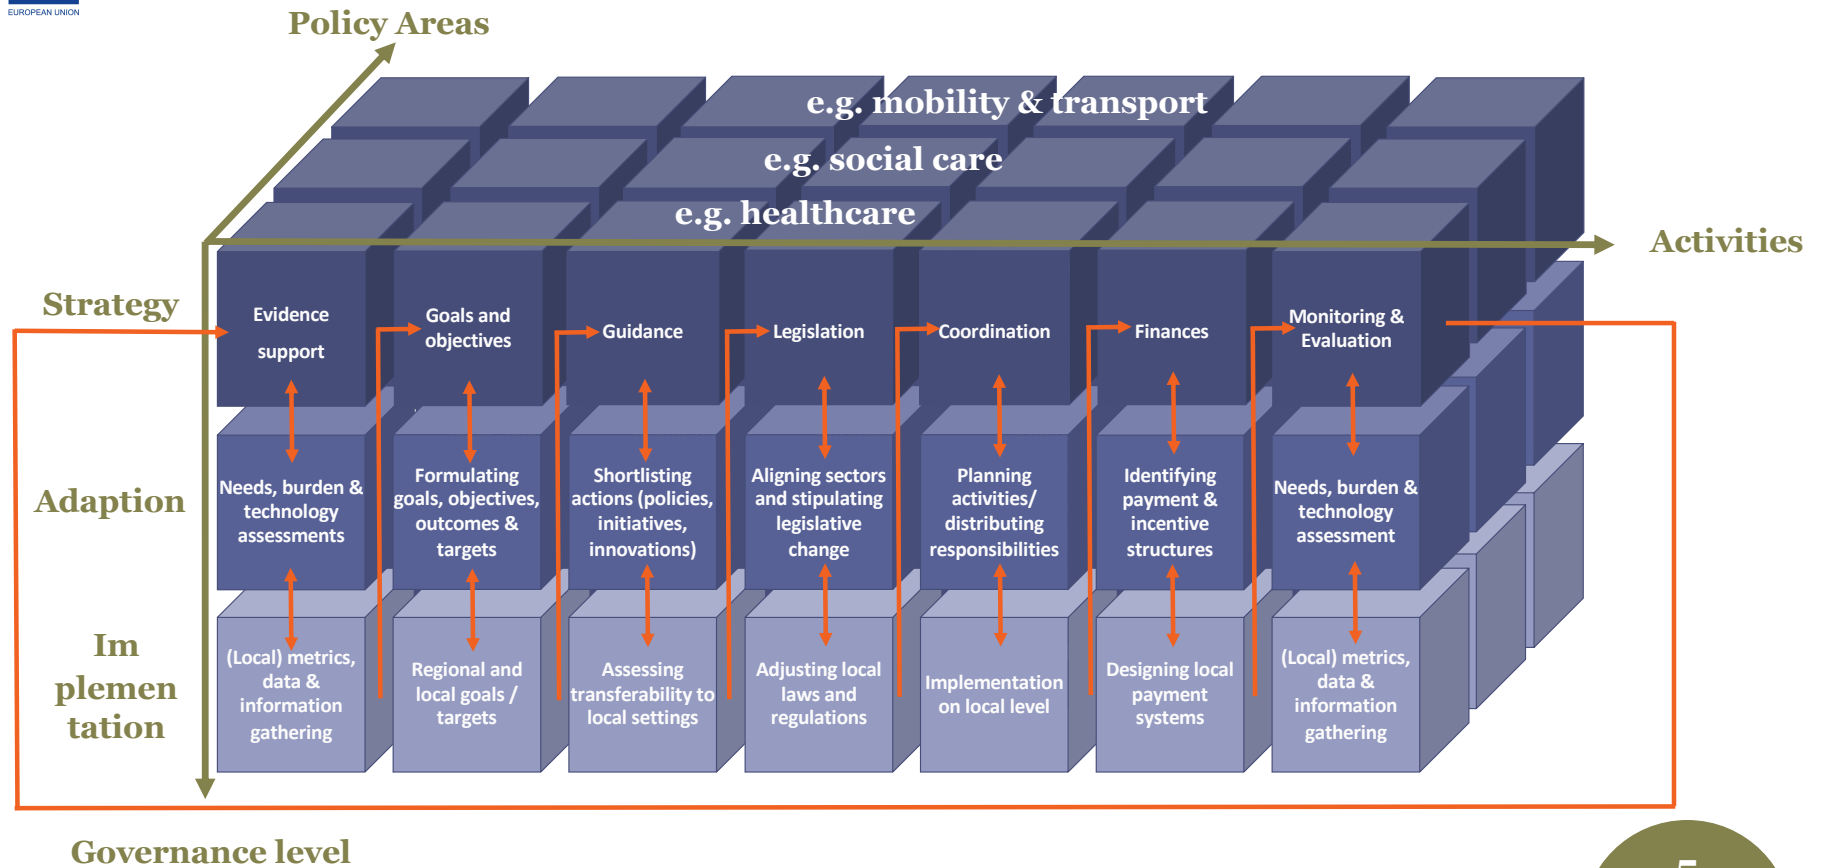 EUROPEAN UNION
Policy Areas
e.g. mobility & transport
e.g. social care
e.g. healthcare
Activities
Strategy
Evidence
support
Goals and
objectives
Guidance
Legislation
Coordination
Finances
Monitoring &
Evaluation
Adaption
Needs, burden &
technology
assessments
Formulating
goals, objectives,
outcomes &
targets
Shortlisting
actions (policies,
initiatives,
innovations)
Aligning sectors
and stipulating
legislative
change
Planning
activities/
distributing
responsibilities
Identifying
payment &
incentive
structures
Needs, burden &
technology
assessment
Im
plemen
tation
(Local) metrics,
data &
information
gathering
Regional and
local goals /
targets
Assessing
transferability to
local settings
Adjusting local
laws and
regulations
Implementation
on local level
Designing local
payment
systems
(Local) metrics,
data &
information
gathering
Governance level
5